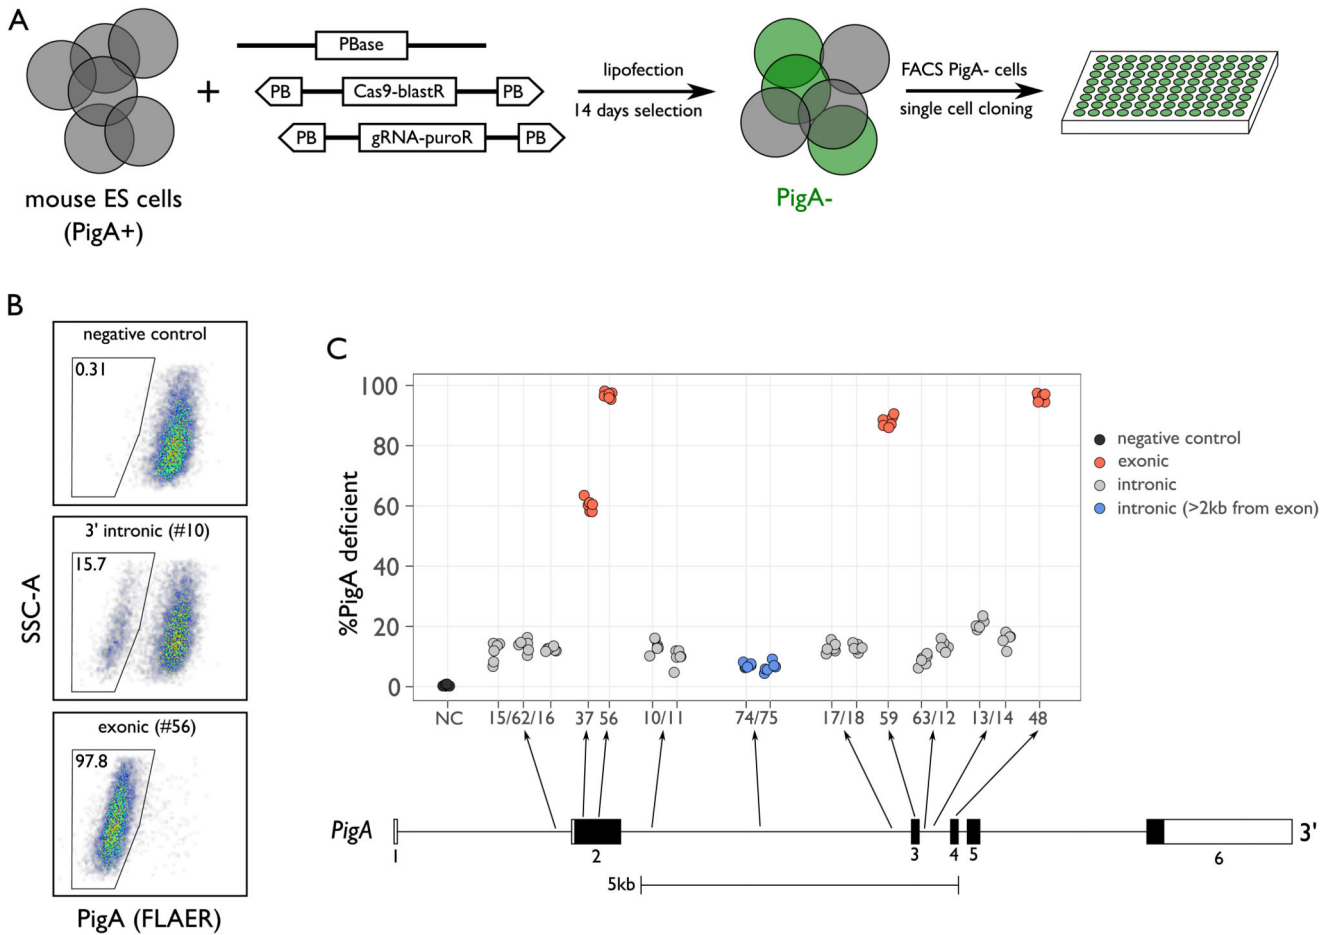 A
PBase
PB Cas9-blastR PB
PB gRNA-puroR PB
+
lipofection
14 days selection
FACS PigA- cells
single cell cloning
mouse ES cells
(PigA+)
PigA-
B
negative control
0.31
3' intronic (#10)
15.7
exonic (#56)
97.8
SSC-A
PigA (FLAER)
C
%PigA deficient
100
80
60
40
20
0
NC 15/62/16 37 56 10/11 74/75 17/18 59 63/12 13/14 48
negative control
exonic
intronic
intronic (>2kb from exon)
PigA 3'
1 2 3 4 5 6
5kb